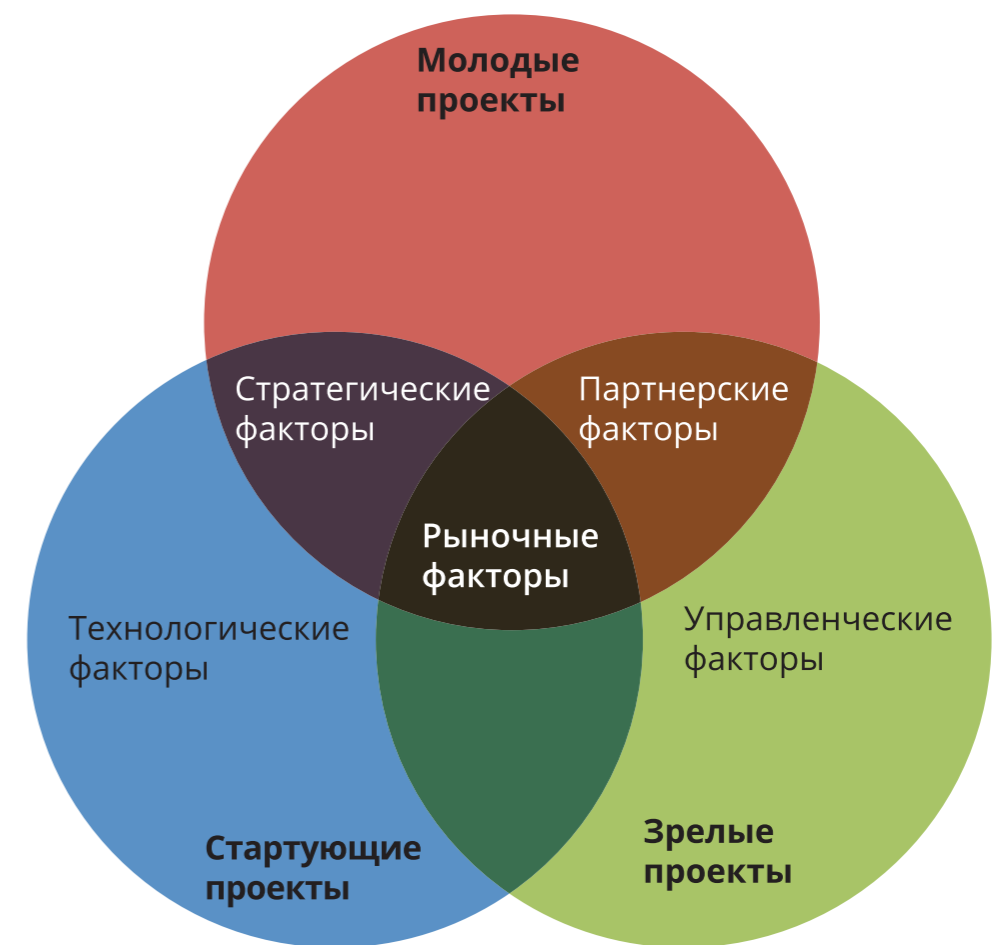 Молодые
проекты
Стратегические
факторы
Партнерские
факторы
Рыночные
факторы
Технологические
факторы
Управленческие
факторы
Стартующие
проекты
Зрелые
проекты